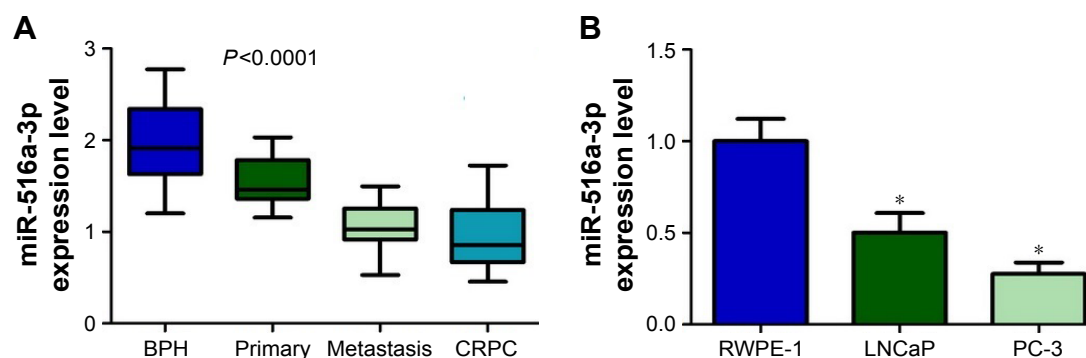 A
miR-516a-3p
expression level
3
2
1
0
P<0.0001
BPH Primary Metastasis CRPC
B
miR-516a-3p
expression level
1.5
1.0
0.5
0.0
*
*
RWPE-1 LNCaP PC-3